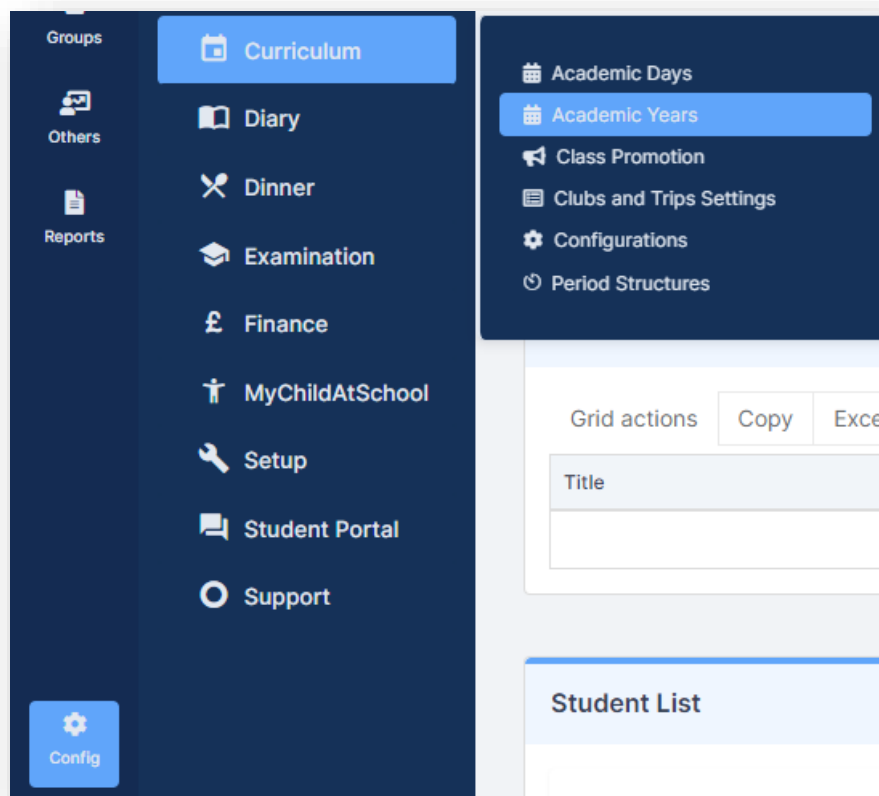 Groups
Others
Reports
Config
Curriculum
Diary
Dinner
Examination
£ Finance
MyChildAtSchool
Setup
Student Portal
Support
Academic Days
Academic Years
Class Promotion
Clubs and Trips Settings
Configurations
Period Structures
Grid actions Copy Exce
Title
Student List